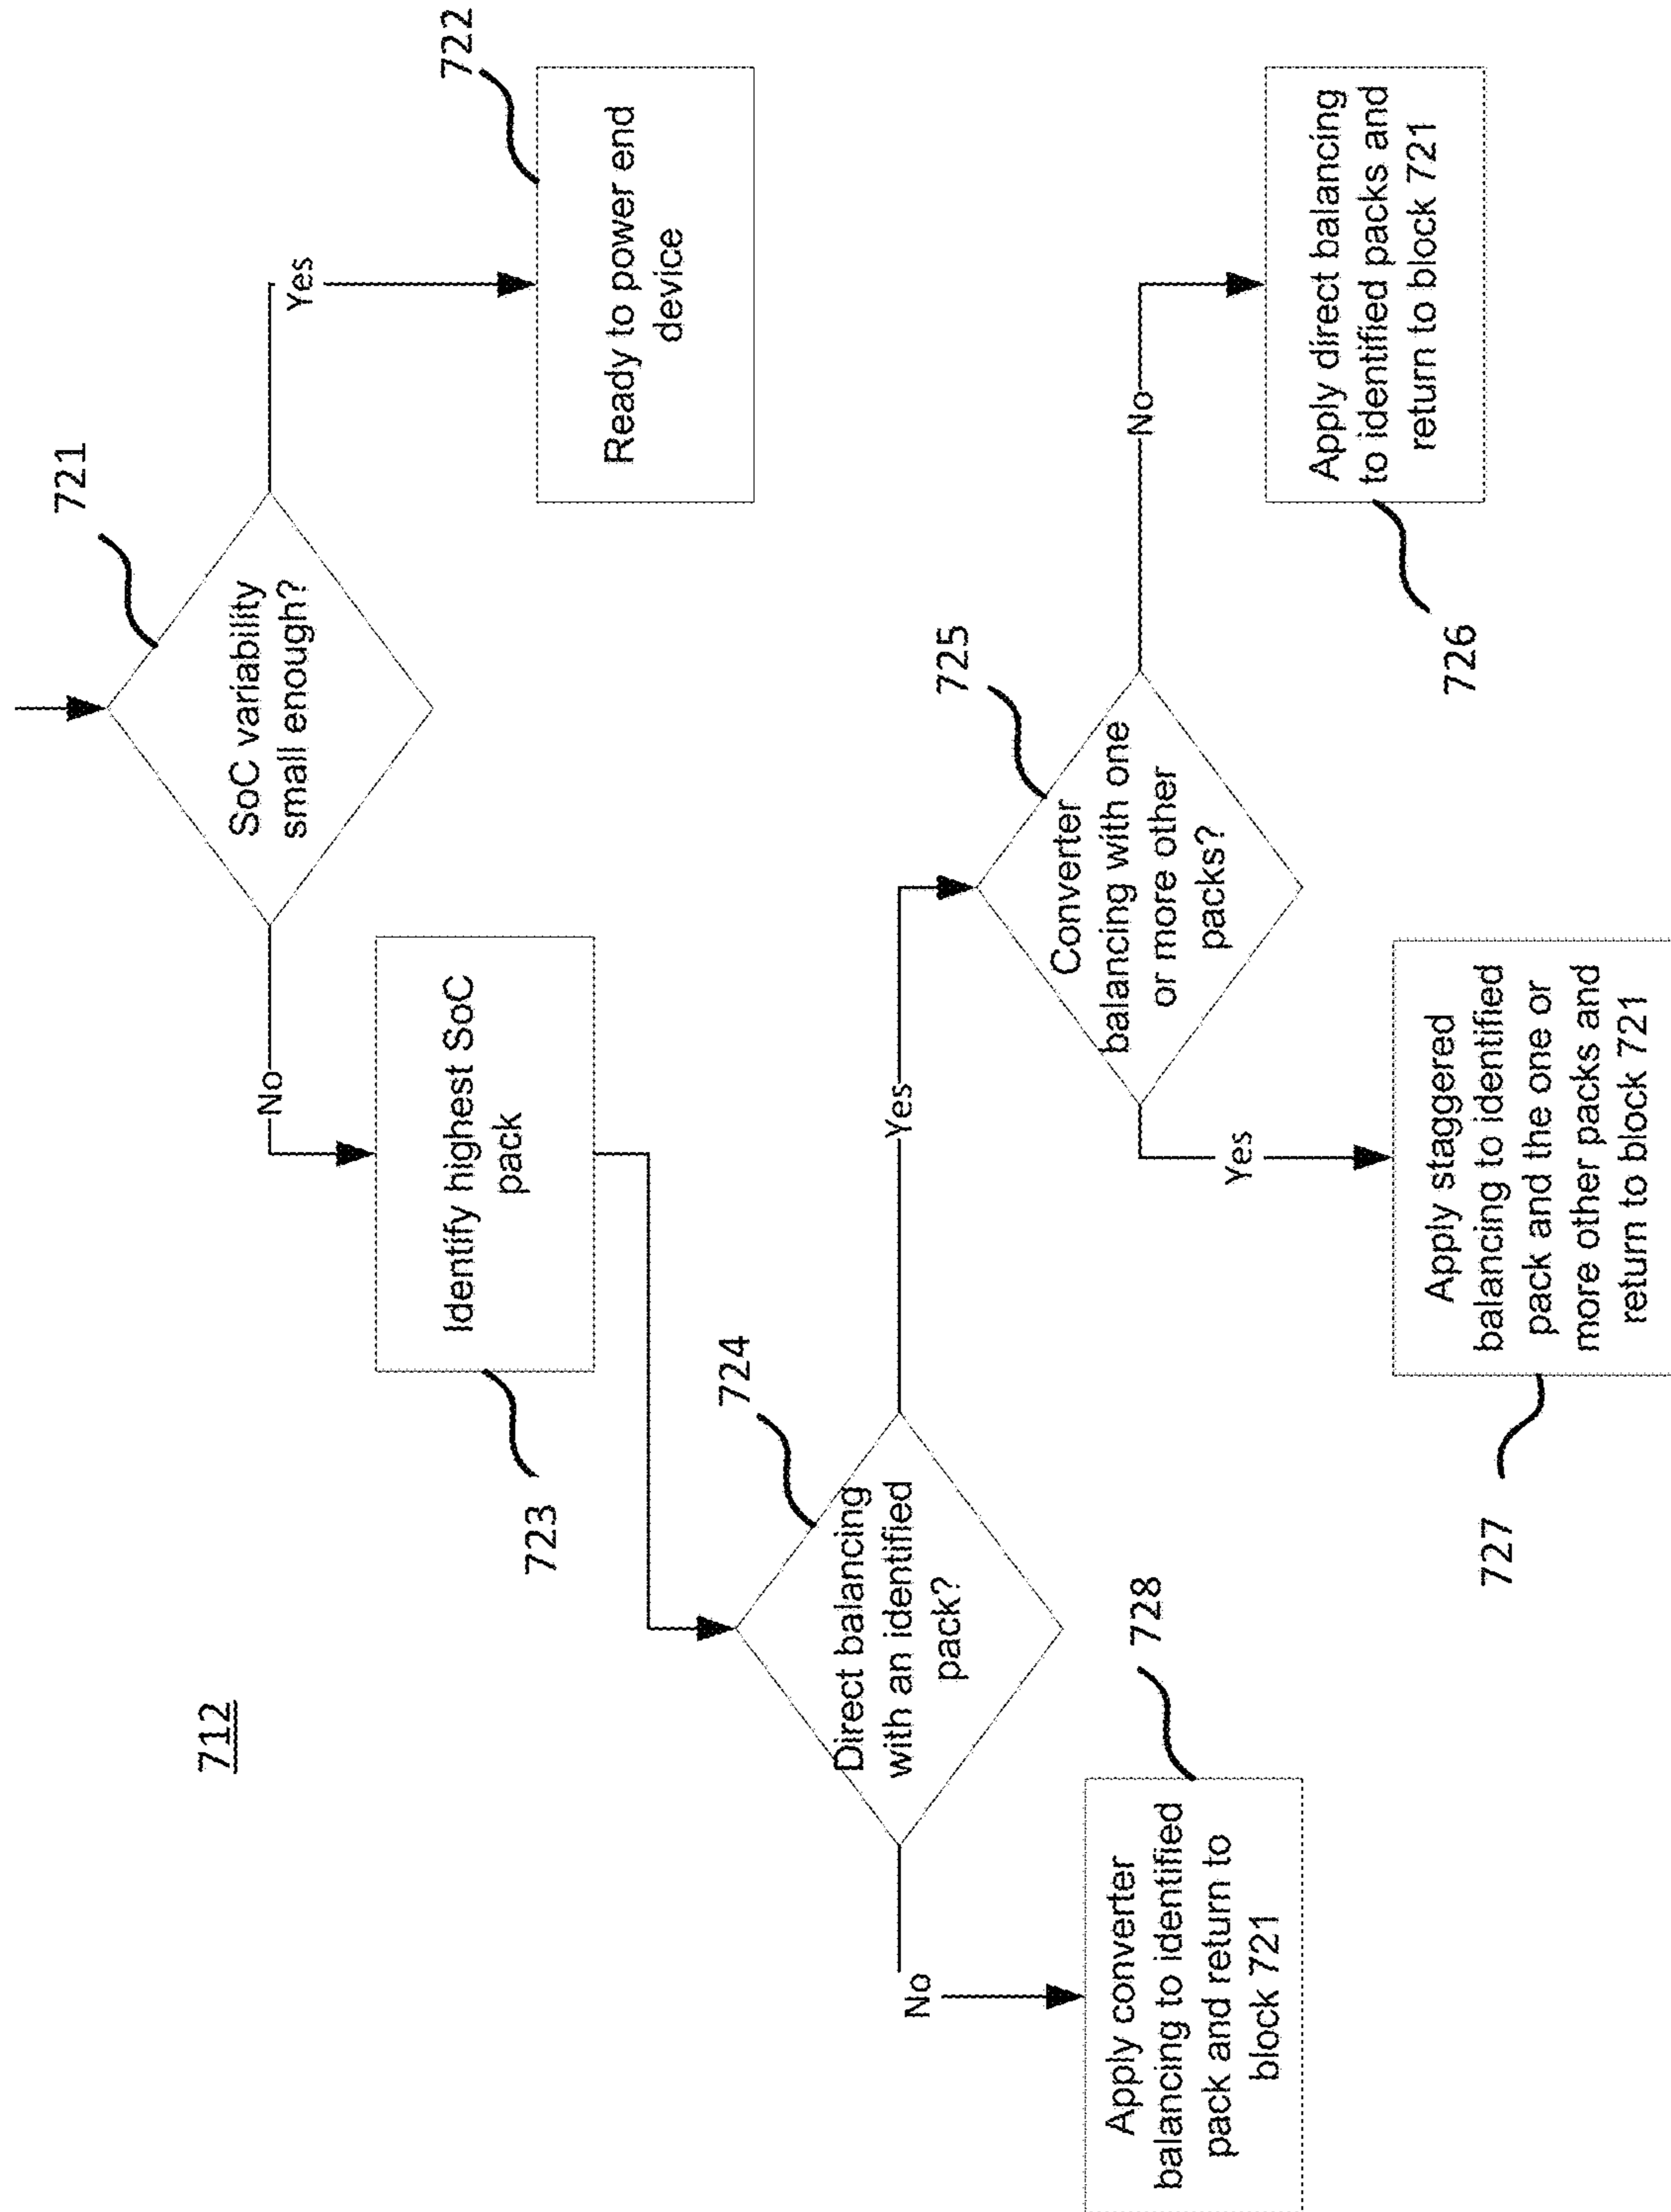 712
721
SoC variability
small enough?
Yes
722
Ready to power end
device
No
Identify highest SoC
pack
723
724
Direct balancing
with an identified
pack?
Yes
725
Converter
balancing with one
or more other
packs?
No
Apply direct balancing
to identified packs and
return to block 721
726
Yes
Apply staggered
balancing to identified
pack and the one or
more other packs and
return to block 721
727
No
728
Apply converter
balancing to identified
pack and return to
block 721